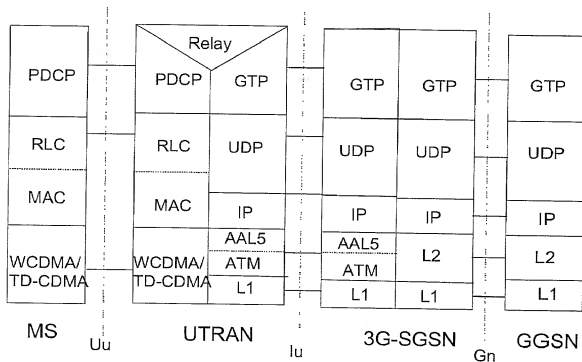 Relay
PDCP PDCP GTP GTP GTP GTP
RLC RLC UDP UDP UDP UDP
MAC MAC IP IP IP IP
AAL5 AAL5
WCDMA/ TD-CDMA WCDMA/ TD-CDMA ATM ATM L2 L2
L1 L1 L1 L1
MS UTRAN 3G-SGSN GGSN
Uu Iu Gn